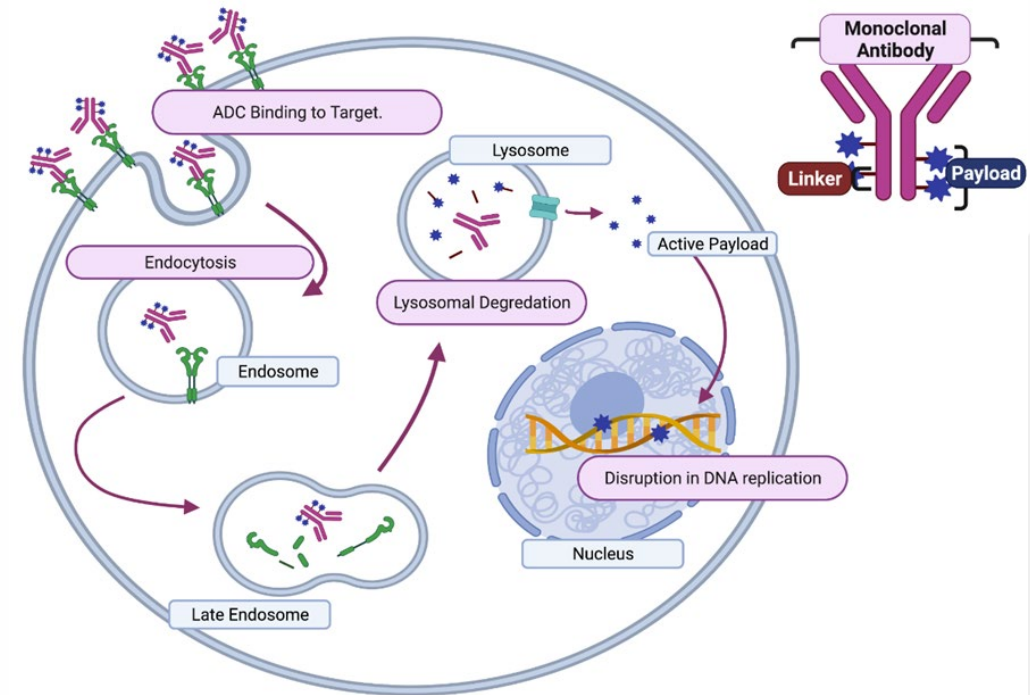 ADC Binding to Target.
Endocytosis
Endosome
Late Endosome
Lysosome
Lysosomal Degredation
Active Payload
Disruption in DNA replication
Nucleus
Monoclonal
Antibody
Linker
Payload